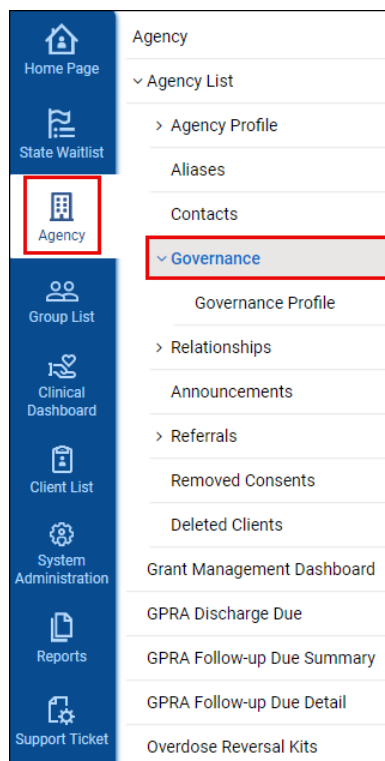 Home Page
State Waitlist
Agency
Group List
Clinical
Dashboard
Client List
System
Administration
Reports
Support Ticket
Agency
Agency List
Agency Profile
Aliases
Contacts
Governance
Governance Profile
Relationships
Announcements
Referrals
Removed Consents
Deleted Clients
Grant Management Dashboard
GPRA Discharge Due
GPRA Follow-up Due Summary
GPRA Follow-up Due Detail
Overdose Reversal Kits